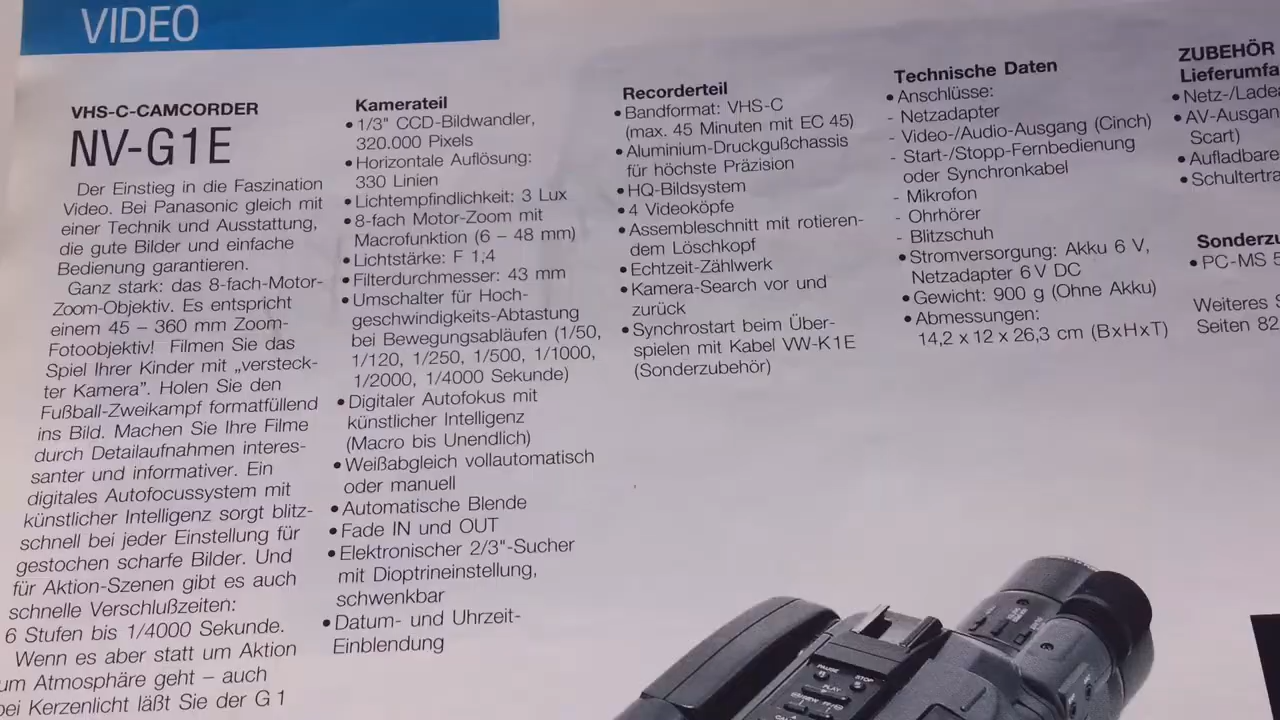 VIDEO
VHS-C-CAMCORDER
NV-G1E
Der Einstieg in die Faszination
Video. Bei Panasonic gleich mit
einer Technik und Ausstattung,
die gute Bilder und einfache
Bedienung garantieren.
Ganz stark: das 8-fach-Motor-
Zoom-Objektiv. Es entspricht
einem 45 – 360 mm Zoom-
Fotoobjektiv! Filmen Sie das
Spiel Ihrer Kinder mit „versteck-
ter Kamera”. Holen Sie den
Fußball-Zweikampf formatfüllend
ins Bild. Machen Sie Ihre Filme
durch Detailaufnahmen interes-
santer und informativer. Ein
digitales Autofocussystem mit
künstlicher Intelligenz sorgt blitz-
schnell bei jeder Einstellung für
gestochen scharfe Bilder. Und
für Aktion-Szenen gibt es auch
schnelle Verschlußzeiten:
6 Stufen bis 1/4000 Sekunde.
Wenn es aber statt um Aktion
um Atmosphäre geht – auch
bei Kerzenlicht läßt Sie der G 1
Kamerateil
• 1/3" CCD-Bildwandler,
320.000 Pixels
• Horizontale Auflösung:
330 Linien
• Lichtempfindlichkeit: 3 Lux
• 8-fach Motor-Zoom mit
Macrofunktion (6 – 48 mm)
• Lichtstärke: F 1,4
• Filterdurchmesser: 43 mm
• Umschalter für Hoch-
geschwindigkeits-Abtastung
bei Bewegungsabläufen (1/50,
1/120, 1/250, 1/500, 1/1000,
1/2000, 1/4000 Sekunde)
• Digitaler Autofokus mit
künstlicher Intelligenz
(Macro bis Unendlich)
• Weißabgleich vollautomatisch
oder manuell
• Automatische Blende
• Fade IN und OUT
• Elektronischer 2/3"-Sucher
mit Dioptrineinstellung,
schwenkbar
• Datum- und Uhrzeit-
Einblendung
Recorderteil
• Bandformat: VHS-C
(max. 45 Minuten mit EC 45)
• Aluminium-Druckgußchassis
für höchste Präzision
• HQ-Bildsystem
• 4 Videoköpfe
• Assembleschnitt mit rotieren-
dem Löschkopf
• Echtzeit-Zählwerk
• Kamera-Search vor und
zurück
• Synchrostart beim Über-
spielen mit Kabel VW-K1E
(Sonderzubehör)
Technische Daten
• Anschlüsse:
- Netzadapter
- Video-/Audio-Ausgang (Cinch)
- Start-/Stopp-Fernbedienung
oder Synchronkabel
- Mikrofon
- Ohrhörer
- Blitzschuh
• Stromversorgung: Akku 6 V,
Netzadapter 6 V DC
• Gewicht: 900 g (Ohne Akku)
• Abmessungen:
14,2 x 12 x 26,3 cm (BxHxT)
ZUBEHÖR
Lieferumfa
• Netz-/Lade
• AV-Ausgan
Scart)
• Aufladbare
• Schultertra
Sonderzu
• PC-MS 5
Weiteres S
Seiten 82
PAUSE
STOP
PLAY